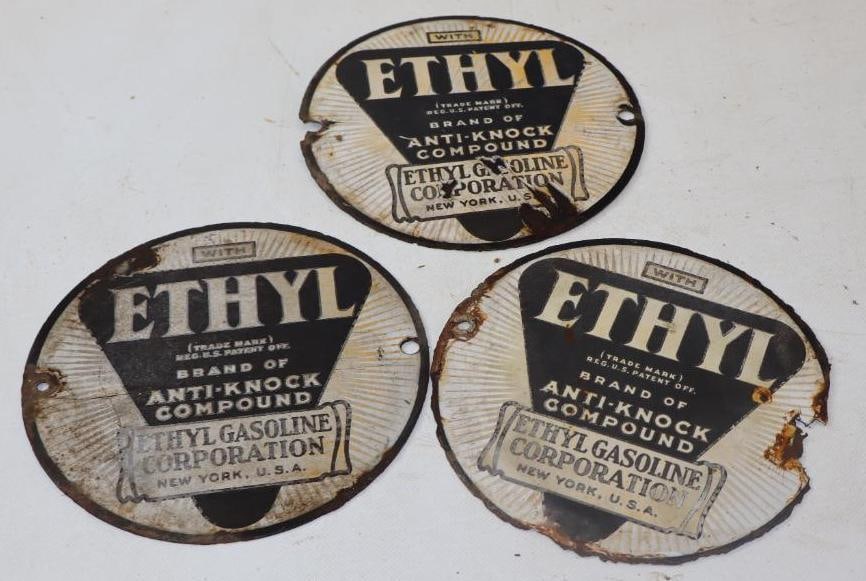 WITH
ETHYL
(TRADE MARK)
REG. U.S. PATENT OFF.
BRAND OF
ANTI-KNOCK
COMPOUND
ETHYL GASOLINE
CORPORATION
NEW YORK, U.S.
WITH
ETHYL
(TRADE MARK)
REG. U.S. PATENT OFF.
BRAND OF
ANTI-KNOCK
COMPOUND
ETHYL GASOLINE
CORPORATION
NEW YORK, U.S.A.
WITH
ETHYL
(TRADE MARK)
REG. U.S. PATENT OFF.
BRAND OF
ANTI-KNOCK
COMPOUND
ETHYL GASOLINE
CORPORATION
NEW YORK, U.S.A.